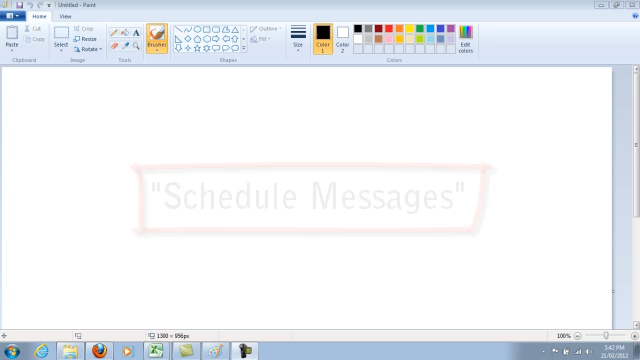 Untitled - Paint
Home View
Paste
Cut
Copy
Clipboard
Select
Crop
Resize
Rotate
Image
Tools
Brushes
Outline
Fill
Shapes
Size
Color 1
Color 2
Edit colors
Colors
"Schedule Messages"
1300 × 956px
100%
5:42 PM
21/02/2012